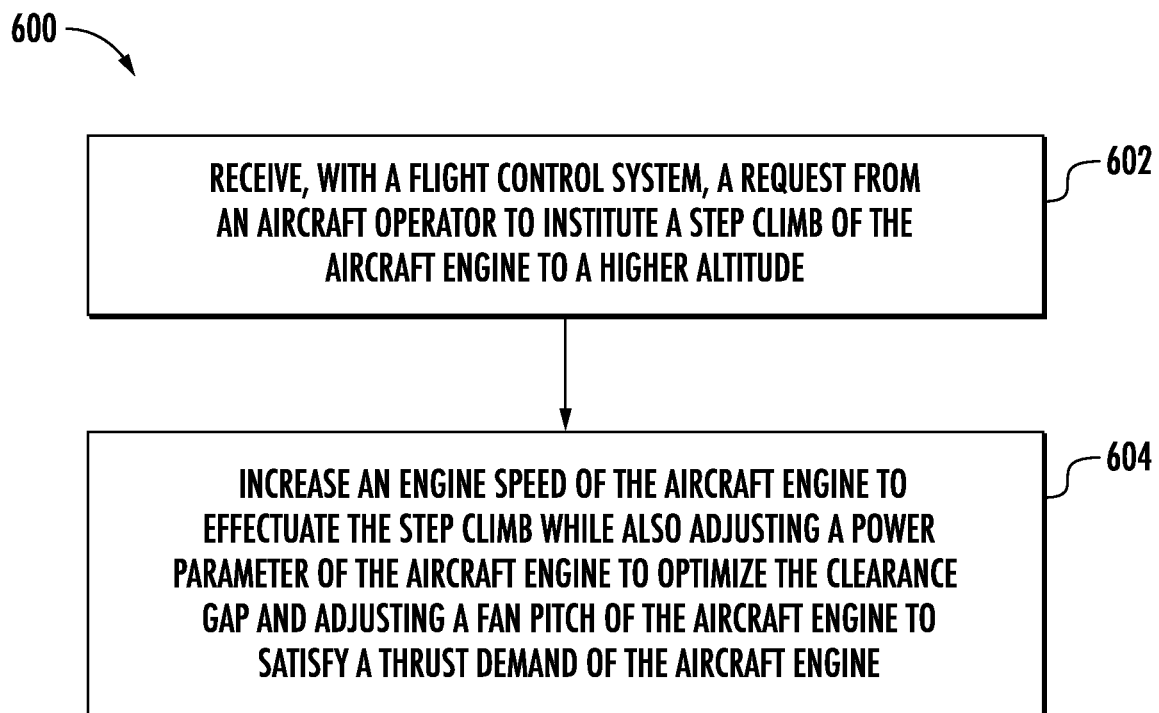 600
602
RECEIVE, WITH A FLIGHT CONTROL SYSTEM, A REQUEST FROM
AN AIRCRAFT OPERATOR TO INSTITUTE A STEP CLIMB OF THE
AIRCRAFT ENGINE TO A HIGHER ALTITUDE
604
INCREASE AN ENGINE SPEED OF THE AIRCRAFT ENGINE TO
EFFECTUATE THE STEP CLIMB WHILE ALSO ADJUSTING A POWER
PARAMETER OF THE AIRCRAFT ENGINE TO OPTIMIZE THE CLEARANCE
GAP AND ADJUSTING A FAN PITCH OF THE AIRCRAFT ENGINE TO
SATISFY A THRUST DEMAND OF THE AIRCRAFT ENGINE